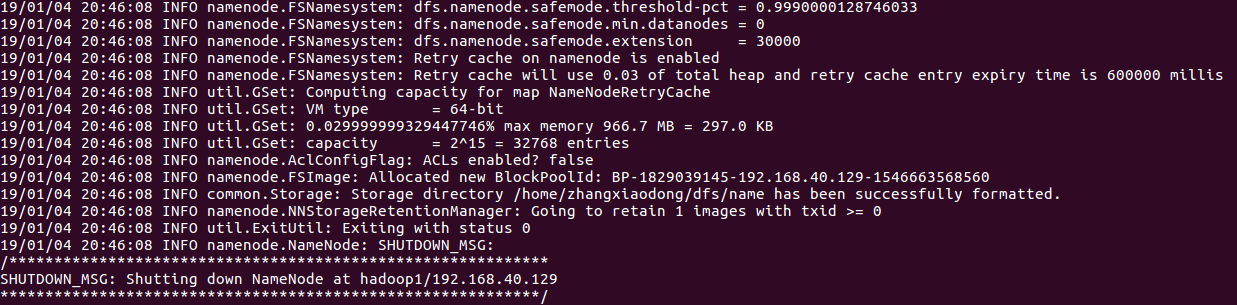 19/01/04 20:46:08 INFO namenode.FSNamesystem: dfs.namenode.safemode.threshold-pct = 0.9990000128746033
19/01/04 20:46:08 INFO namenode.FSNamesystem: dfs.namenode.safemode.min.datanodes = 0
19/01/04 20:46:08 INFO namenode.FSNamesystem: dfs.namenode.safemode.extension     = 30000
19/01/04 20:46:08 INFO namenode.FSNamesystem: Retry cache on namenode is enabled
19/01/04 20:46:08 INFO namenode.FSNamesystem: Retry cache will use 0.03 of total heap and retry cache entry expiry time is 600000 millis
19/01/04 20:46:08 INFO util.GSet: Computing capacity for map NameNodeRetryCache
19/01/04 20:46:08 INFO util.GSet: VM type       = 64-bit
19/01/04 20:46:08 INFO util.GSet: 0.029999999329447746% max memory 966.7 MB = 297.0 KB
19/01/04 20:46:08 INFO util.GSet: capacity      = 2^15 = 32768 entries
19/01/04 20:46:08 INFO namenode.AclConfigFlag: ACLs enabled? false
19/01/04 20:46:08 INFO namenode.FSImage: Allocated new BlockPoolId: BP-1829039145-192.168.40.129-1546663568560
19/01/04 20:46:08 INFO common.Storage: Storage directory /home/zhangxiaodong/dfs/name has been successfully formatted.
19/01/04 20:46:08 INFO namenode.NNStorageRetentionManager: Going to retain 1 images with txid >= 0
19/01/04 20:46:08 INFO util.ExitUtil: Exiting with status 0
19/01/04 20:46:08 INFO namenode.NameNode: SHUTDOWN_MSG:
/************************************************************
SHUTDOWN_MSG: Shutting down NameNode at hadoop1/192.168.40.129
************************************************************/